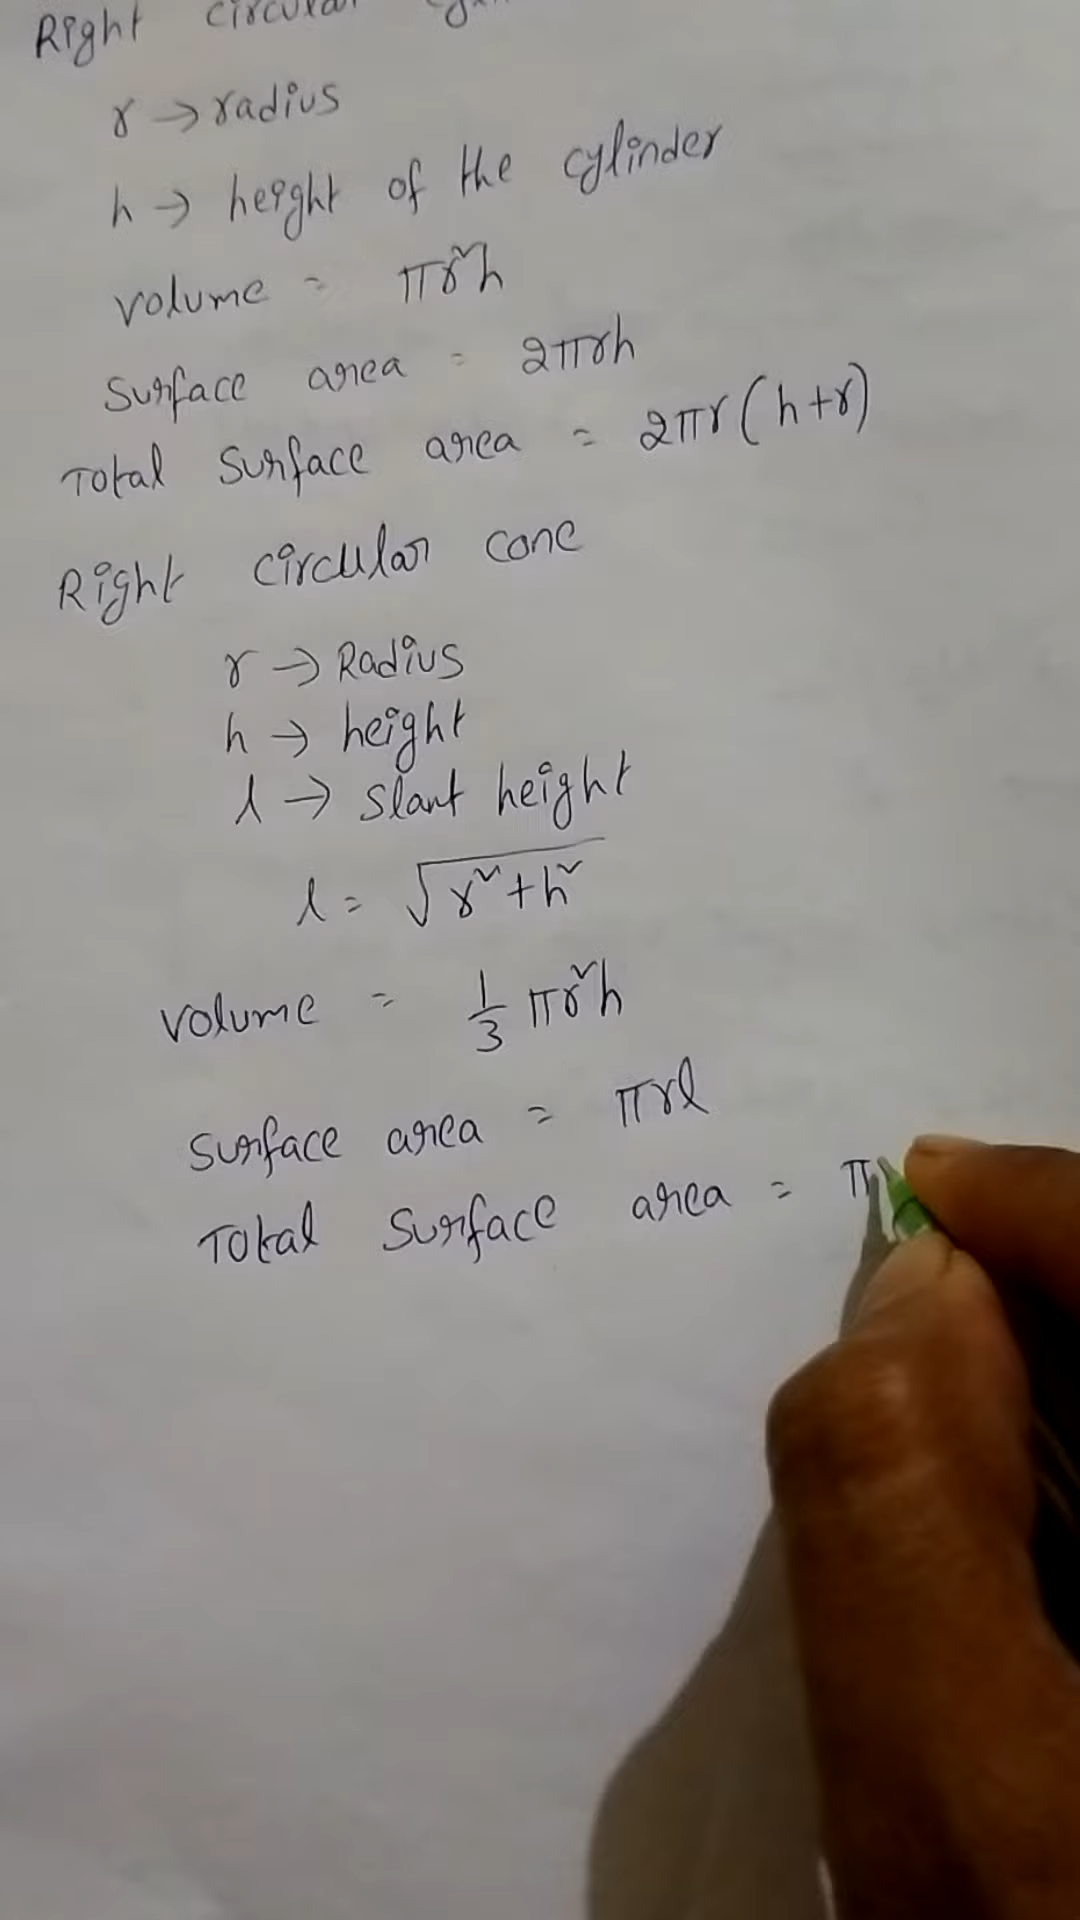 Right circular
r → radius
h → height of the cylinder
volume = πr²h
Surface area = 2πrh
Total Surface area = 2πr(h+r)
Right circular cone
r → Radius
h → height
l → slant height
l = √r²+h²
volume = 1/3 πr²h
Surface area = πrl
Total Surface area = π